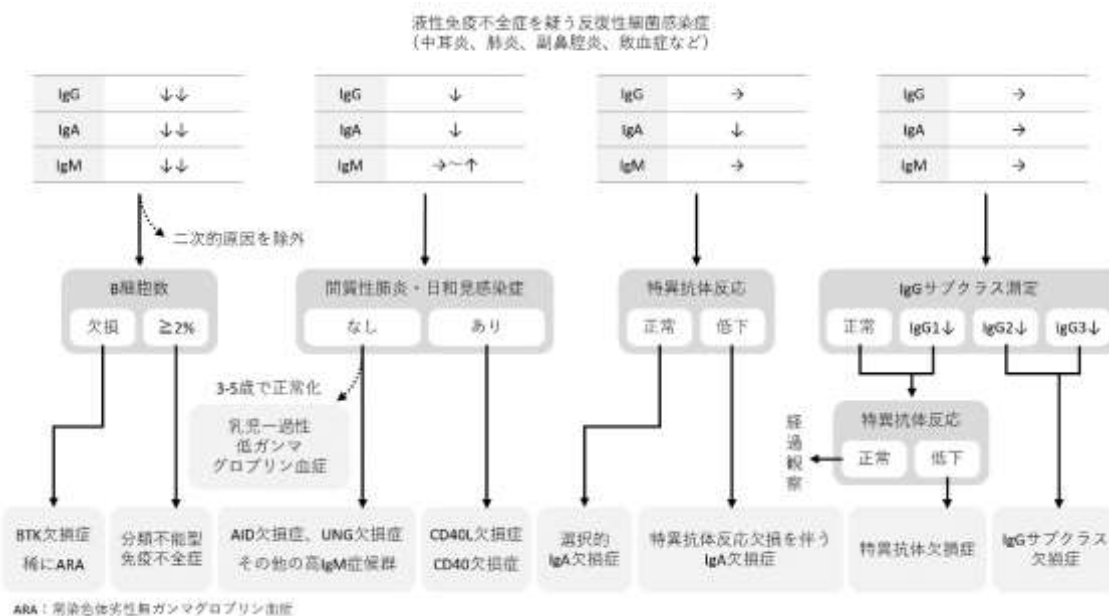 液性免疫不全症を疑う反復性細菌感染症
(中耳炎、肺炎、副鼻腔炎、敗血症など)
IgG ↓↓
IgA ↓↓
IgM ↓↓
IgG ↓
IgA ↓
IgM →～↑
IgG →
IgA ↓
IgM →
IgG →
IgA →
IgM →
二次的原因を除外
B細胞数
欠損 ≧2%
間質性肺炎・日和見感染症
なし あり
特異抗体反応
正常 低下
IgGサブクラス測定
正常 IgG1↓ IgG2↓ IgG3↓
3-5歳で正常化
乳児一過性
低ガンマ
グロブリン血症
特異抗体反応
正常 低下
経過観察
BTK欠損症
稀にARA
分類不能型
免疫不全症
AID欠損症、UNG欠損症
その他の高IgM症候群
CD40L欠損症
CD40欠損症
選択的
IgA欠損症
特異抗体反応欠損を伴う
IgA欠損症
特異抗体欠損症
IgGサブクラス
欠損症
ARA：常染色体劣性無ガンマグロブリン血症